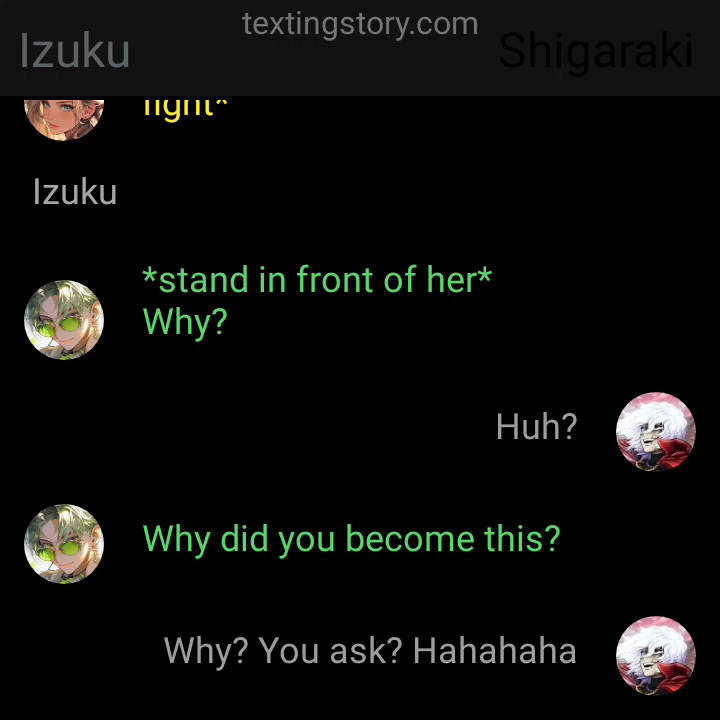 textingstory.com
Izuku
Shigaraki
fight*
Izuku
*stand in front of her*
Why?
Huh?
Why did you become this?
Why? You ask? Hahahaha